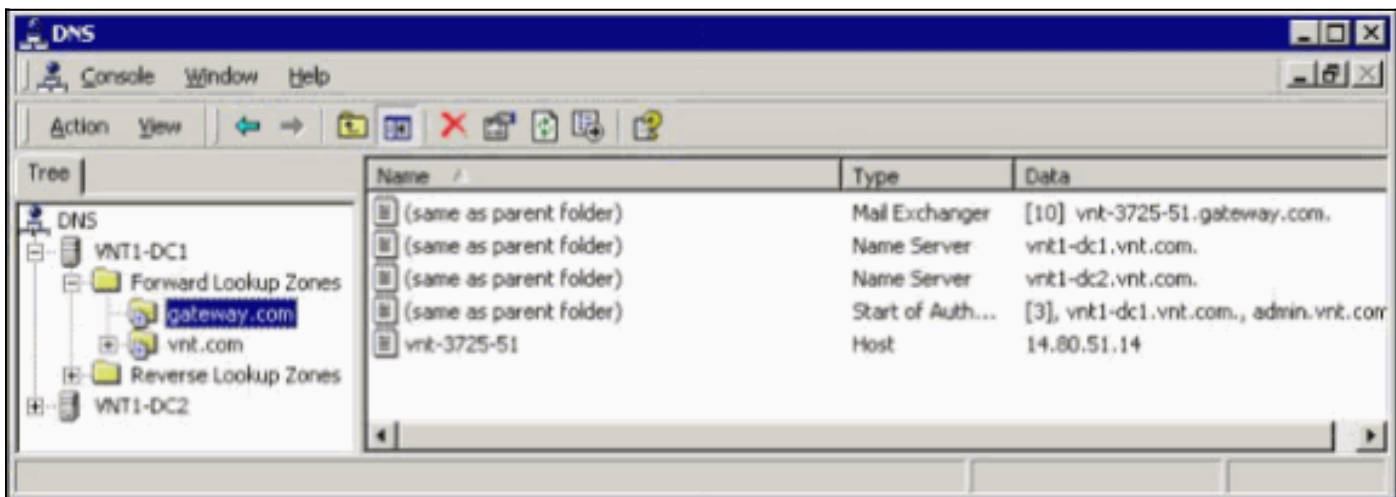 DNS
Console Window Help
Action View
Tree
Name Type Data
DNS
VNT1-DC1
Forward Lookup Zones
gateway.com
vnt.com
Reverse Lookup Zones
VNT1-DC2
(same as parent folder) Mail Exchanger [10] vnt-3725-51.gateway.com.
(same as parent folder) Name Server vnt1-dc1.vnt.com.
(same as parent folder) Name Server vnt1-dc2.vnt.com.
(same as parent folder) Start of Auth... [3], vnt1-dc1.vnt.com., admin.vnt.com
vnt-3725-51 Host 14.80.51.14